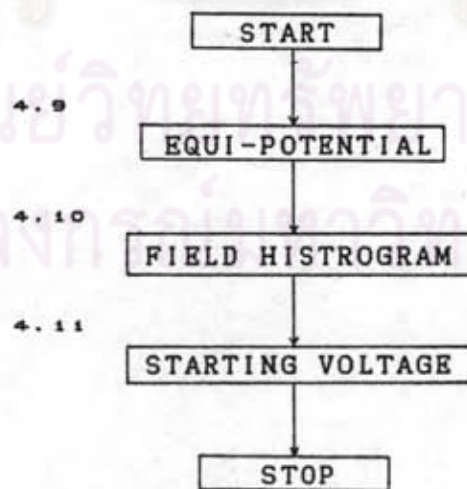 START
4.9
EQUI-POTENTIAL
4.10
FIELD HISTROGRAM
4.11
STARTING VOLTAGE
STOP